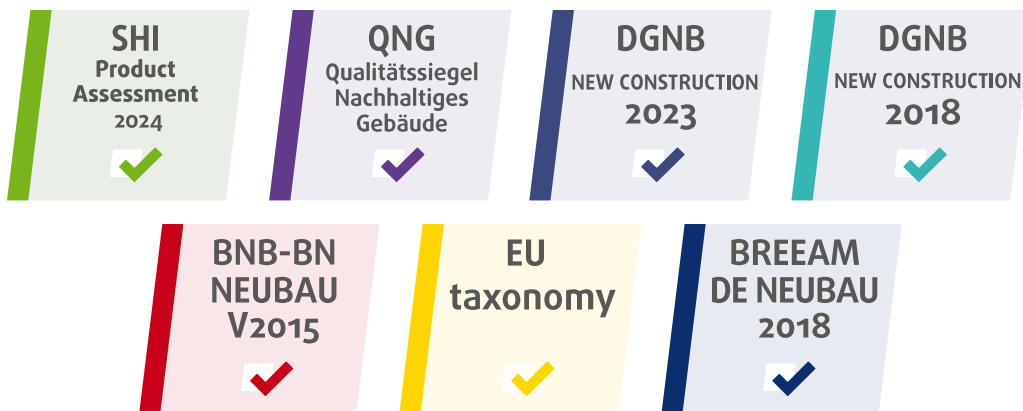 SHI
Product
Assessment
2024
QNG
Qualitätssiegel
Nachhaltiges
Gebäude
DGNB
NEW CONSTRUCTION
2023
DGNB
NEW CONSTRUCTION
2018
BNB-BN
NEUBAU
V2015
EU
taxonomy
BREEAM
DE NEUBAU
2018